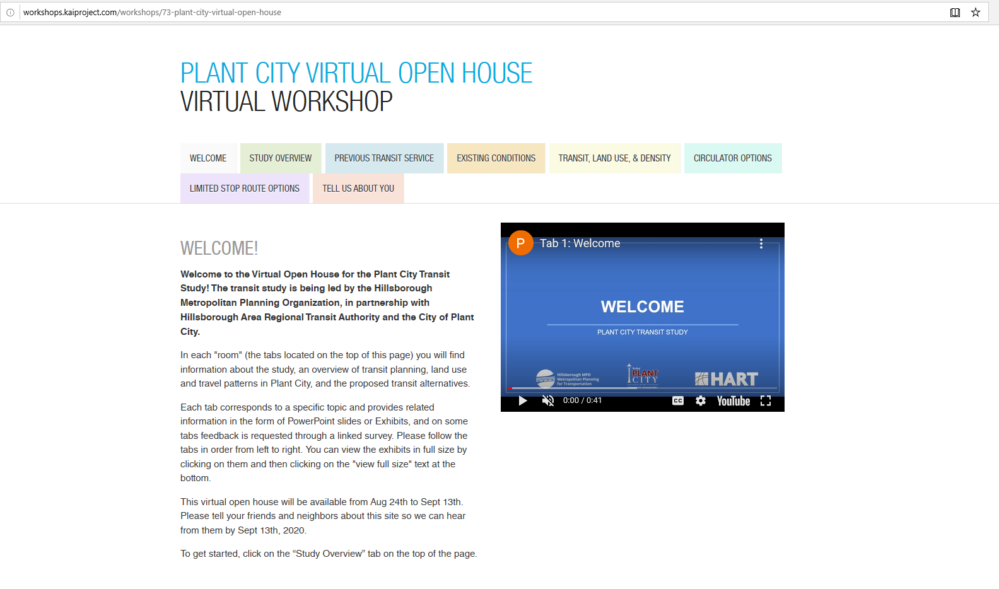 workshops.kaiproject.com/workshops/73-plant-city-virtual-open-house
PLANT CITY VIRTUAL OPEN HOUSE
VIRTUAL WORKSHOP
WELCOME
STUDY OVERVIEW
PREVIOUS TRANSIT SERVICE
EXISTING CONDITIONS
TRANSIT, LAND USE, & DENSITY
CIRCULATOR OPTIONS
LIMITED STOP ROUTE OPTIONS
TELL US ABOUT YOU
WELCOME!
Welcome to the Virtual Open House for the Plant City Transit
Study! The transit study is being led by the Hillsborough
Metropolitan Planning Organization, in partnership with
Hillsborough Area Regional Transit Authority and the City of Plant
City.
In each "room" (the tabs located on the top of this page) you will find
information about the study, an overview of transit planning, land use
and travel patterns in Plant City, and the proposed transit alternatives.
Each tab corresponds to a specific topic and provides related
information in the form of PowerPoint slides or Exhibits, and on some
tabs feedback is requested through a linked survey. Please follow the
tabs in order from left to right. You can view the exhibits in full size by
clicking on them and then clicking on the "view full size" text at the
bottom.
This virtual open house will be available from Aug 24th to Sept 13th.
Please tell your friends and neighbors about this site so we can hear
from them by Sept 13th, 2020.
To get started, click on the “Study Overview” tab on the top of the page.
P
Tab 1: Welcome
WELCOME
PLANT CITY TRANSIT STUDY
Hillsborough MPO
Metropolitan Planning
for Transportation
PLANT
CITY
HART
0:00 / 0:41
CC
YouTube